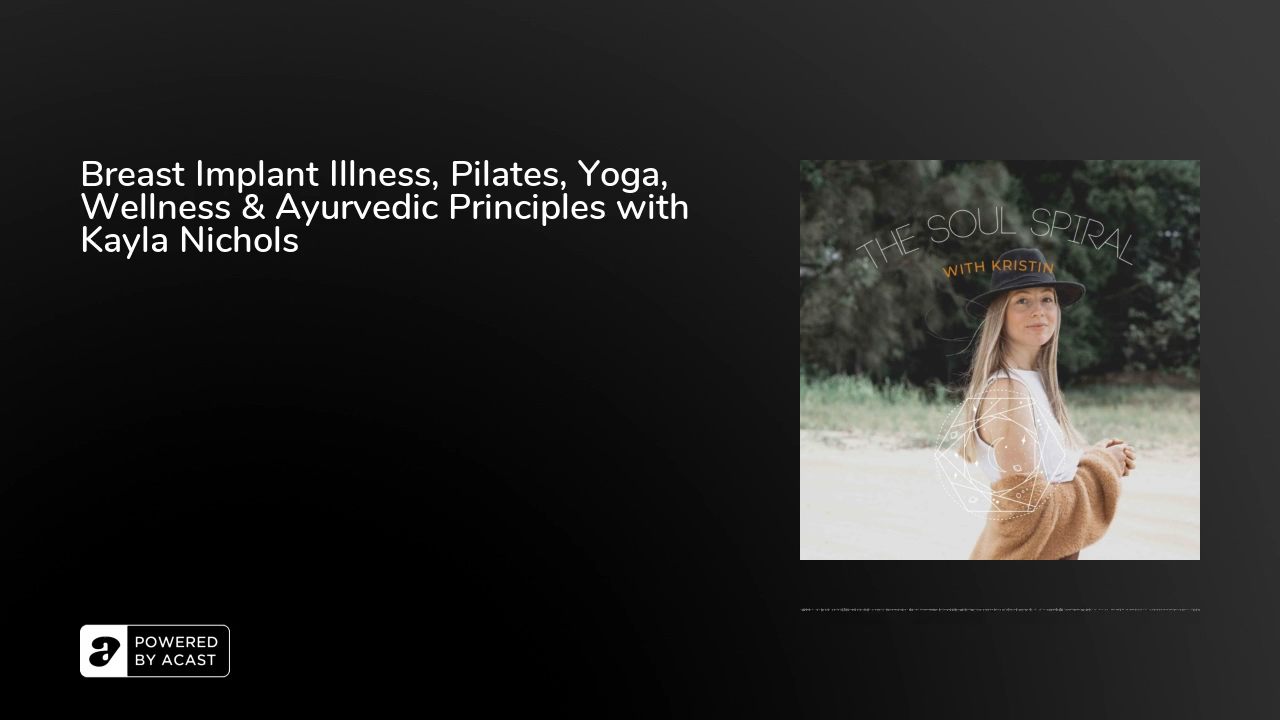 Breast Implant Illness, Pilates, Yoga,
Wellness & Ayurvedic Principles with
Kayla Nichols
THE SOUL SPIRAL
WITH KRISTIN
POWERED
BY ACAST